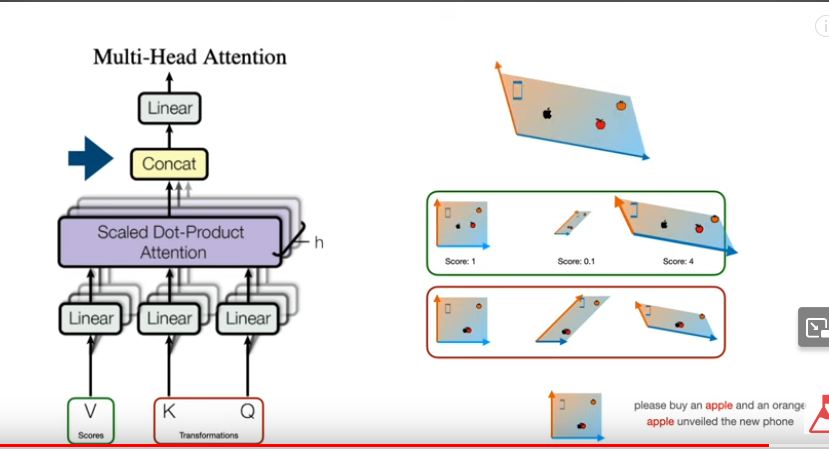 Multi-Head Attention
Linear
Concat
Scaled Dot-Product
Attention
h
Linear
Linear
Linear
V
K
Q
Scores
Transformations
Score: 1
Score: 0.1
Score: 4
please buy an apple and an orange
apple unveiled the new phone